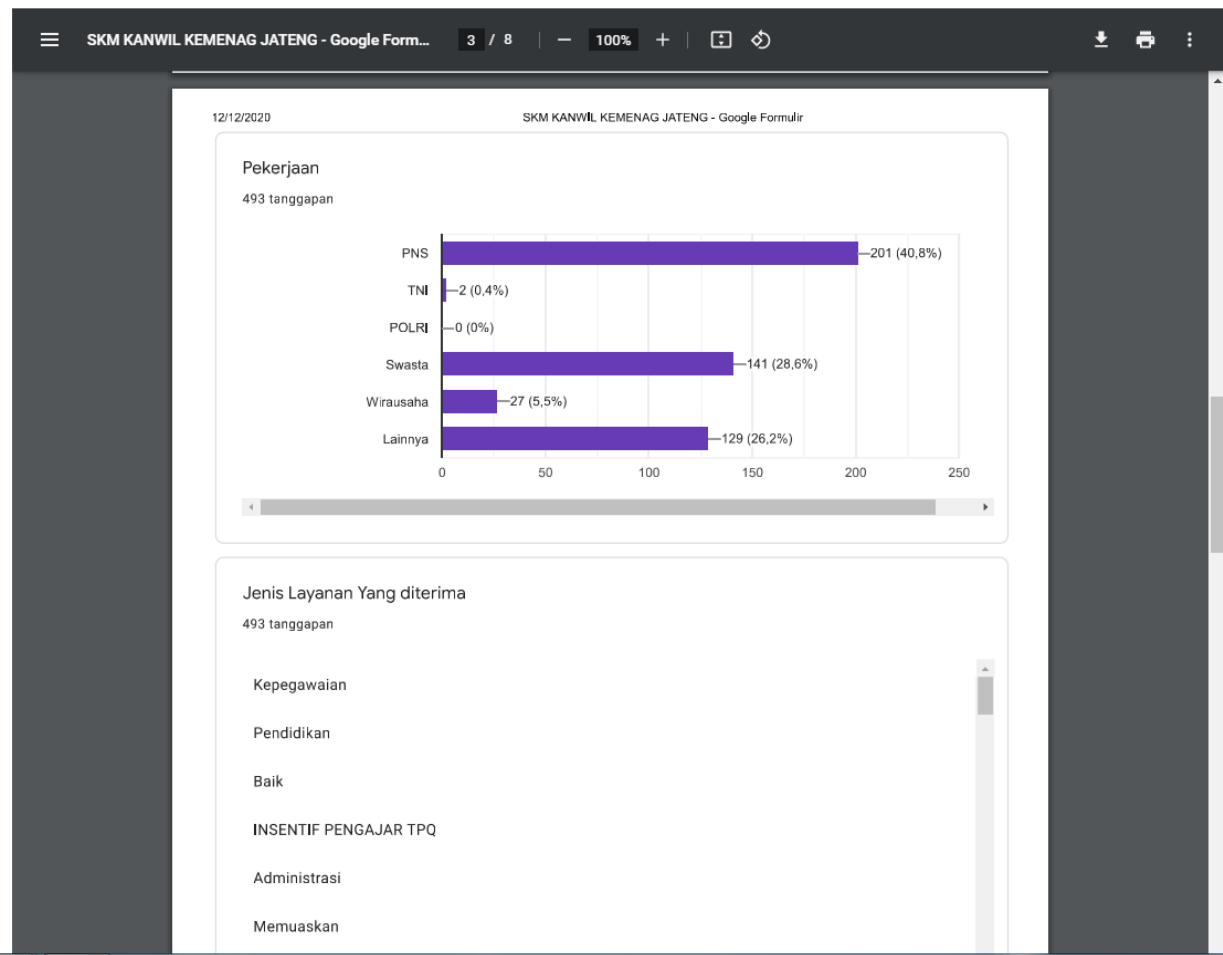 SKM KANWIL KEMENAG JATENG - Google Form...
3 / 8
100%
12/12/2020
SKM KANWIL KEMENAG JATENG - Google Formulir
Pekerjaan
493 tanggapan
PNS
201 (40,8%)
TNI
2 (0,4%)
POLRI
0 (0%)
Swasta
141 (28,6%)
Wirausaha
27 (5,5%)
Lainnya
129 (26,2%)
0 50 100 150 200 250
Jenis Layanan Yang diterima
493 tanggapan
Kepegawaian
Pendidikan
Baik
INSENTIF PENGAJAR TPQ
Administrasi
Memuaskan